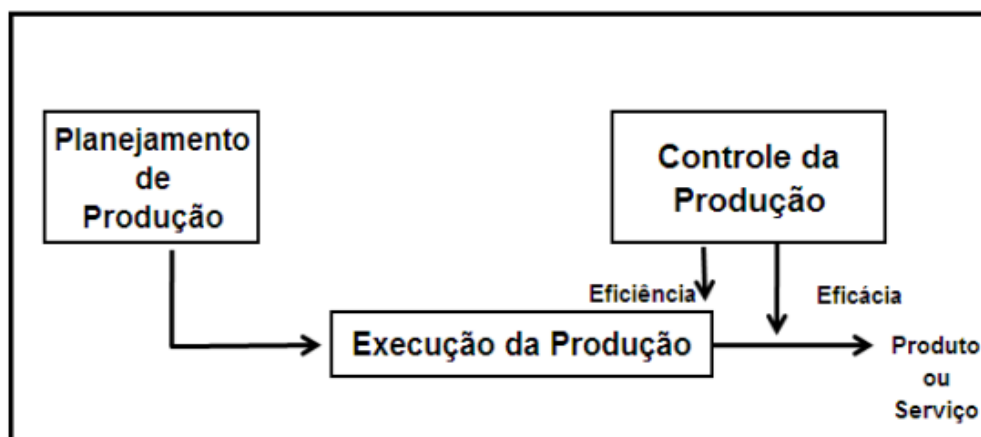 Planejamento
de
Produção
Controle da
Produção
Eficiência
Eficácia
Execução da Produção
Produto
ou
Serviço